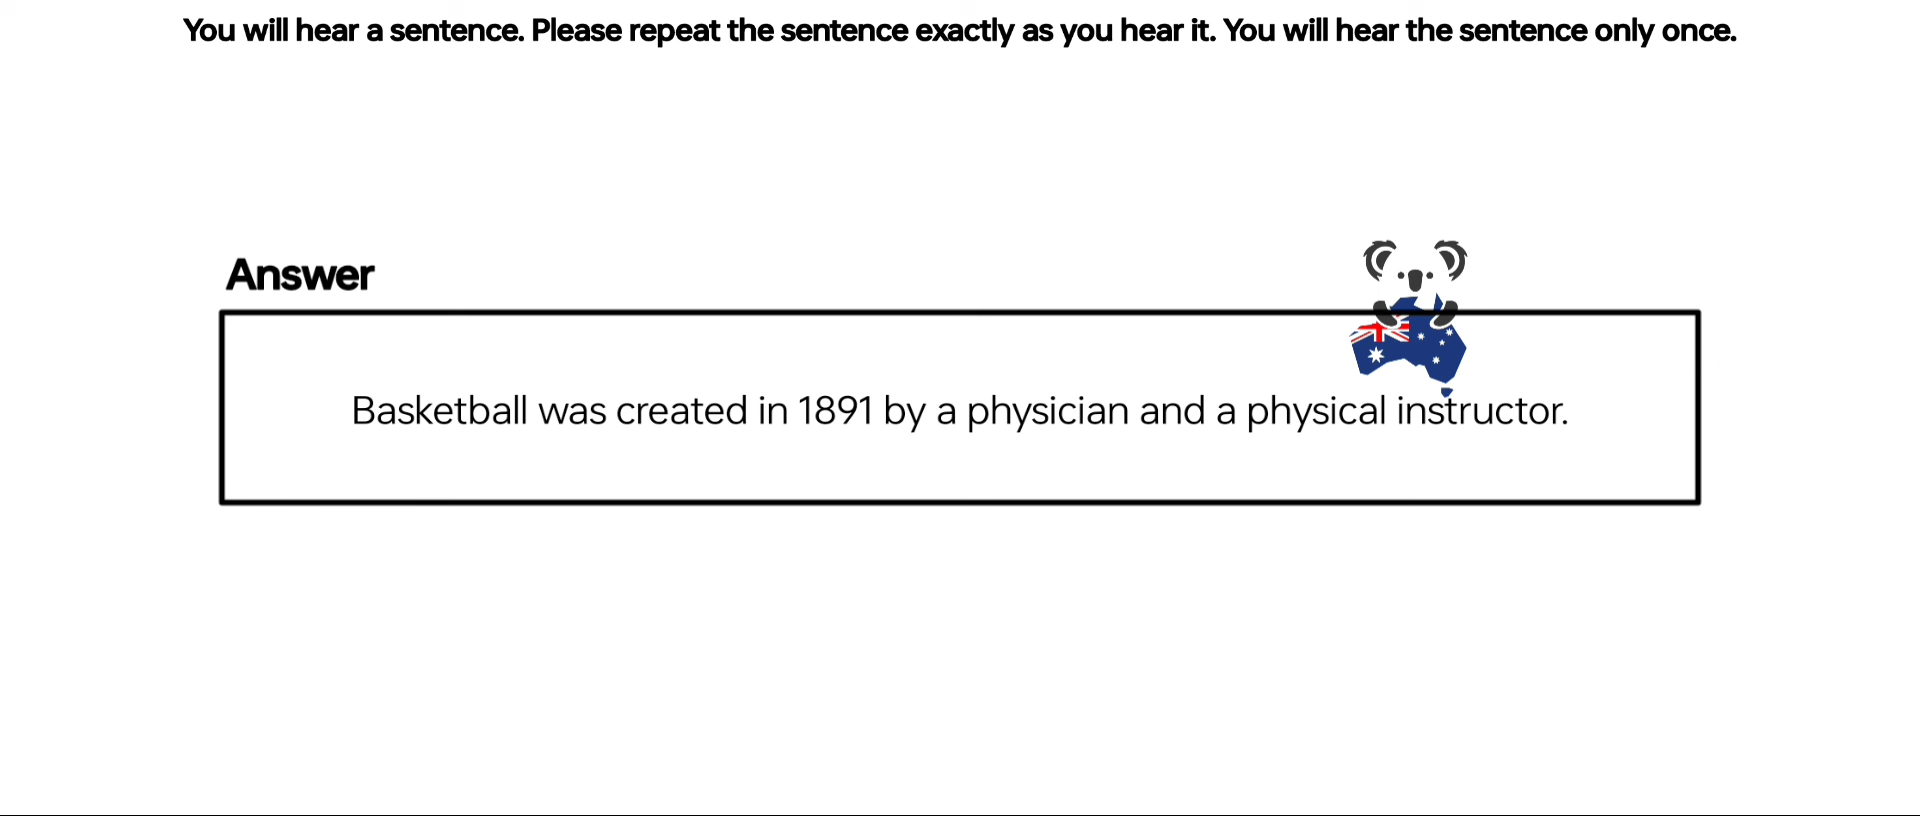 You will hear a sentence. Please repeat the sentence exactly as you hear it. You will hear the sentence only once.
Answer
Basketball was created in 1891 by a physician and a physical instructor.